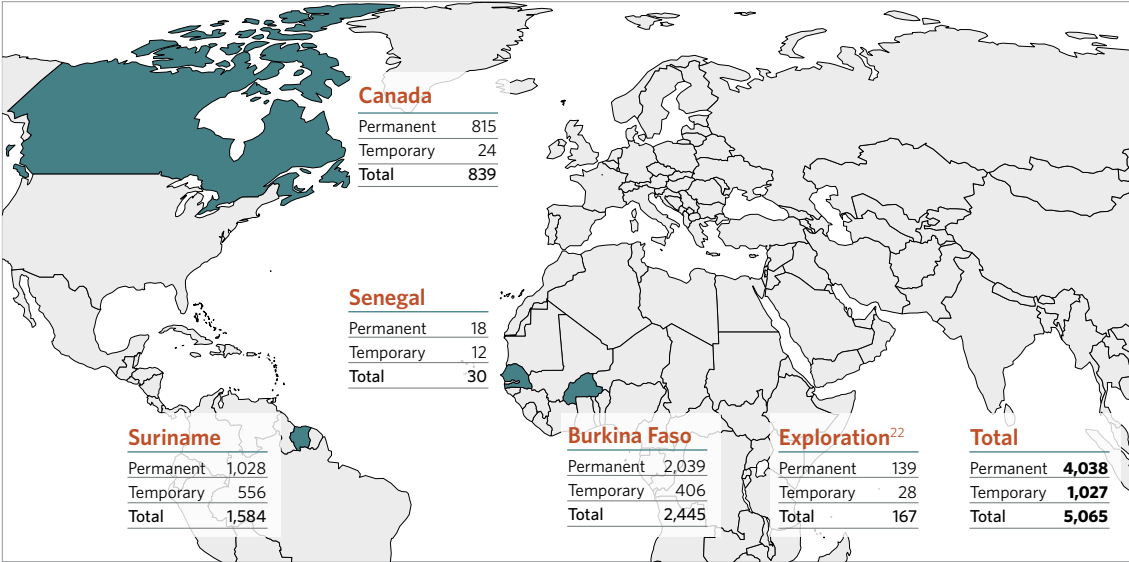 Canada
Permanent 815
Temporary 24
Total 839
Senegal
Permanent 18
Temporary 12
Total 30
Suriname
Permanent 1,028
Temporary 556
Total 1,584
Burkina Faso
Permanent 2,039
Temporary 406
Total 2,445
Exploration22
Permanent 139
Temporary 28
Total 167
Total
Permanent 4,038
Temporary 1,027
Total 5,065